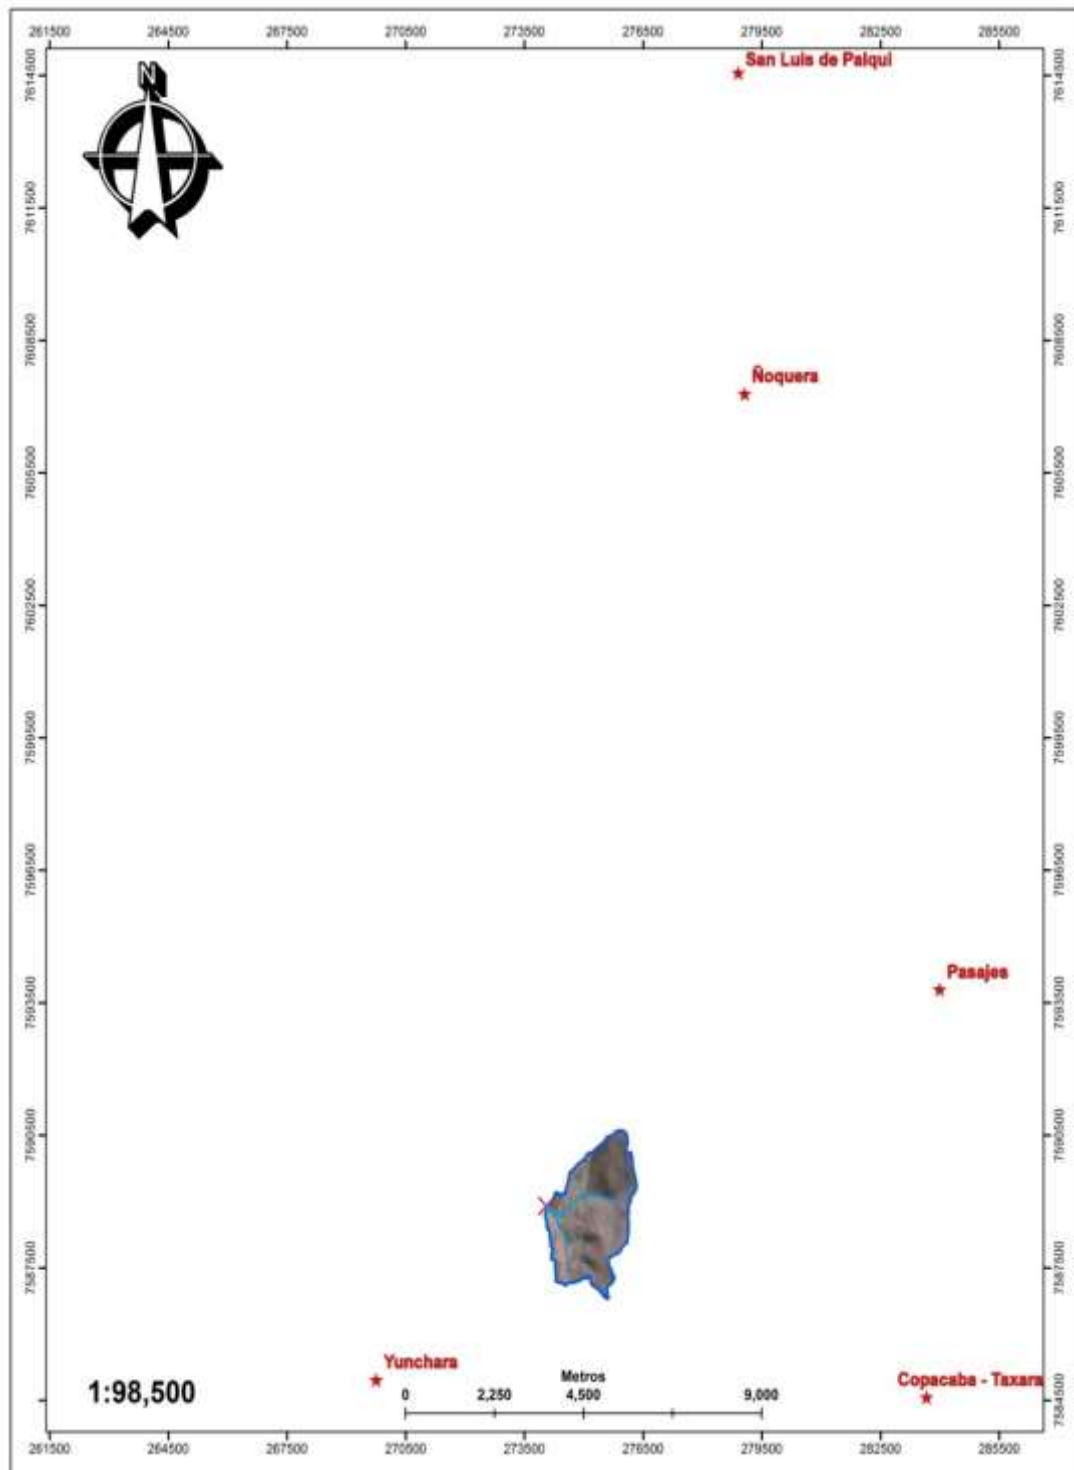 261500 264500 267500 270500 273500 276500 279500 282500 285500
N
San Luis de Palqui
7614500 7614500
7611500 7611500
7608500 7608500
Ñoquera
7605500 7605500
7602500 7602500
7599500 7599500
7596500 7596500
Pasajes
7593500 7593500
7590500 7590500
7587500 7587500
Yunchara
Metros
Copacaba - Taxara
1:98,500
0 2,250 4,500 9,000
7584500 7584500
261500 264500 267500 270500 273500 276500 279500 282500 285500